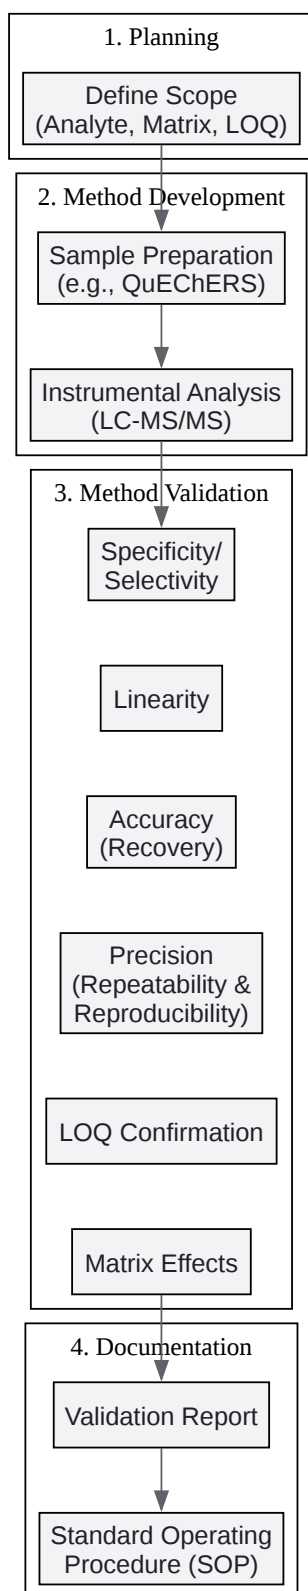 1. Planning
Define Scope
(Analyte, Matrix, LOQ)
2. Method Development
Sample Preparation
(e.g., QuEChERS)
Instrumental Analysis
(LC-MS/MS)
3. Method Validation
Specificity/
Selectivity
Linearity
Accuracy
(Recovery)
Precision
(Repeatability &
Reproducibility)
LOQ Confirmation
Matrix Effects
4. Documentation
Validation Report
Standard Operating
Procedure (SOP)